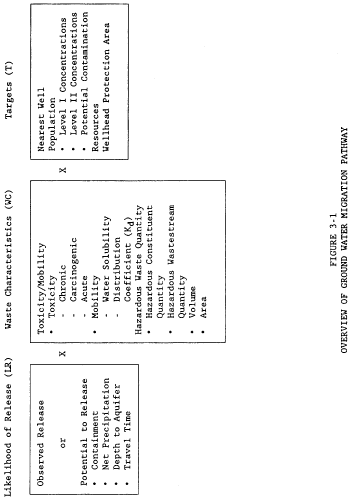 Likelihood of Release (LR)
Observed Release
or
Potential to Release
• Containment
• Net Precipitation
• Depth to Aquifer
• Travel Time
X
Waste Characteristics (WC)
Toxicity/Mobility
• Toxicity
- Chronic
- Carcinogenic
- Acute
• Mobility
- Water Solubility
- Distribution
Coefficient (Kd)
Hazardous Waste Quantity
• Hazardous Constituent
Quantity
• Hazardous Wastestream
Quantity
• Volume
• Area
X
Targets (T)
Nearest Well
Population
• Level I Concentrations
• Level II Concentrations
• Potential Contamination
Resources
Wellhead Protection Area
FIGURE 3-1
OVERVIEW OF GROUND WATER MIGRATION PATHWAY